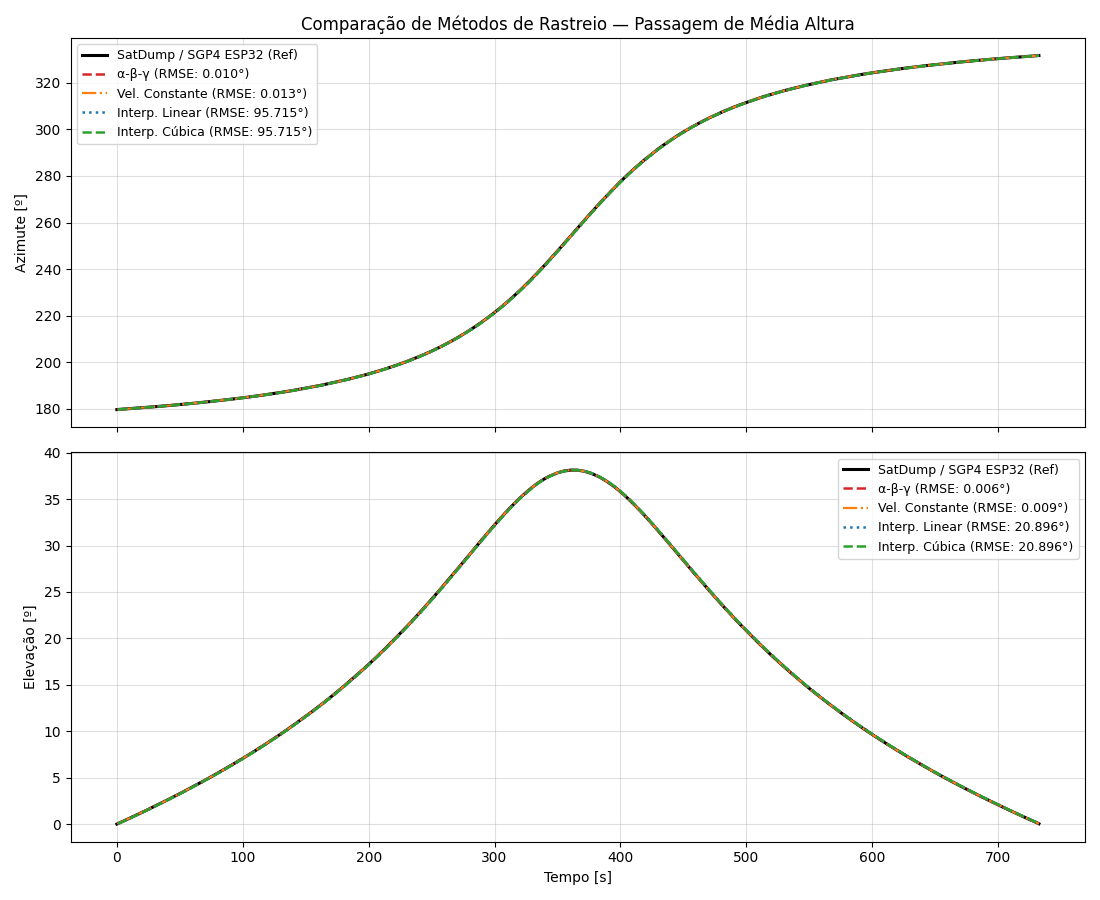 Comparação de Métodos de Rastreio — Passagem de Média Altura
SatDump / SGP4 ESP32 (Ref)
α-β-γ (RMSE: 0.010°)
Vel. Constante (RMSE: 0.013°)
Interp. Linear (RMSE: 95.715°)
Interp. Cúbica (RMSE: 95.715°)
Azimute [º]
320
300
280
260
240
220
200
180
SatDump / SGP4 ESP32 (Ref)
α-β-γ (RMSE: 0.006°)
Vel. Constante (RMSE: 0.009°)
Interp. Linear (RMSE: 20.896°)
Interp. Cúbica (RMSE: 20.896°)
Elevação [º]
40
35
30
25
20
15
10
5
0
0 100 200 300 400 500 600 700
Tempo [s]